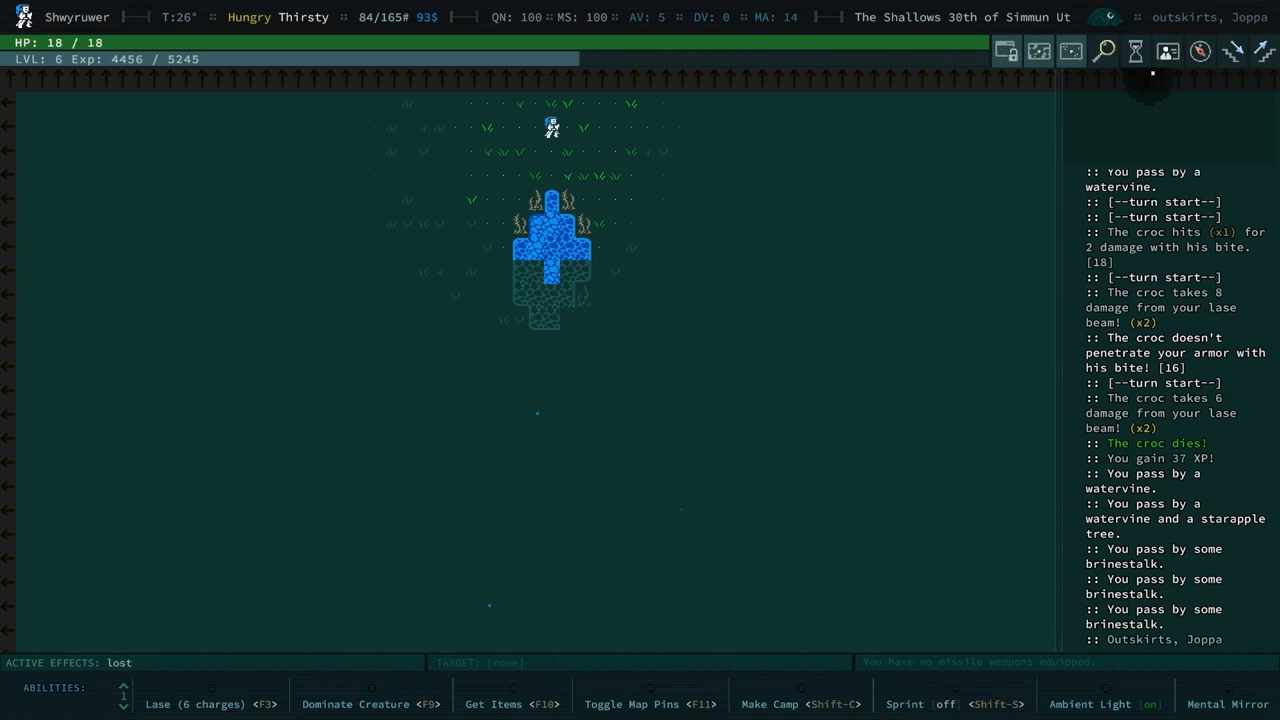 Shwyruwer T:26° :: Hungry Thirsty :: 84/165# 93$ QN: 100 :: MS: 100 :: AV: 5 :: DV: 0 :: MA: 14 The Shallows 30th of Simmun Ut :: outskirts, Joppa
HP: 18 / 18
LVL: 6 Exp: 4456 / 5245
:: You pass by a
watervine.
:: [--turn start--]
:: [--turn start--]
:: The croc hits (x1) for
2 damage with his bite.
[18]
:: [--turn start--]
:: The croc takes 8
damage from your lase
beam! (x2)
:: The croc doesn't
penetrate your armor with
his bite! [16]
:: [--turn start--]
:: The croc takes 6
damage from your lase
beam! (x2)
:: The croc dies!
:: You gain 37 XP!
:: You pass by a
watervine.
:: You pass by a
watervine and a starapple
tree.
:: You pass by some
brinestalk.
:: You pass by some
brinestalk.
:: You pass by some
brinestalk.
:: Outskirts, Joppa
ACTIVE EFFECTS: lost
TARGET: [none]
You have no missile weapons equipped.
ABILITIES: 1 Lase (6 charges) <F3> Dominate Creature <F9> Get Items <F10> Toggle Map Pins <F11> Make Camp <Shift-C> Sprint [off] <Shift-S> Ambient Light [on] Mental Mirror